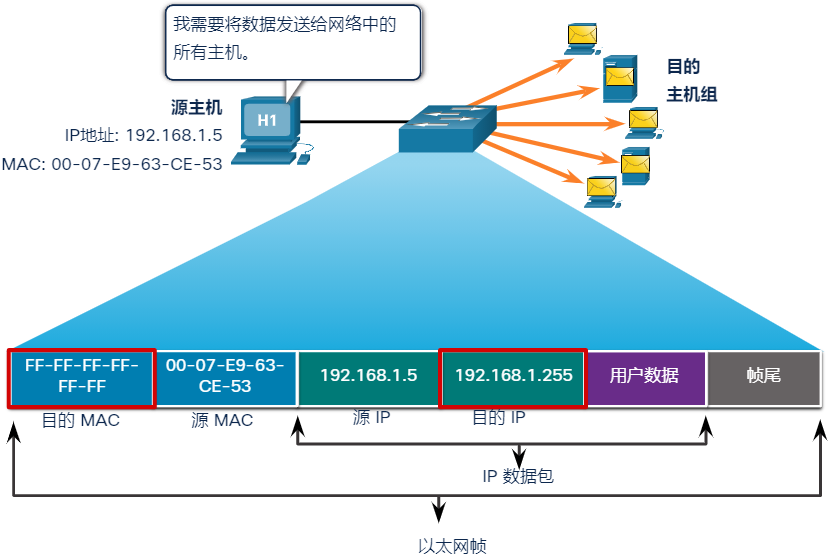 我需要将数据发送给网络中的
所有主机。
目的
主机组
源主机
H1
IP地址: 192.168.1.5
MAC: 00-07-E9-63-CE-53
FF-FF-FF-FF-
FF-FF
00-07-E9-63-
CE-53
192.168.1.5
192.168.1.255
用户数据
帧尾
目的 MAC
源 MAC
源 IP
目的 IP
IP 数据包
以太网帧